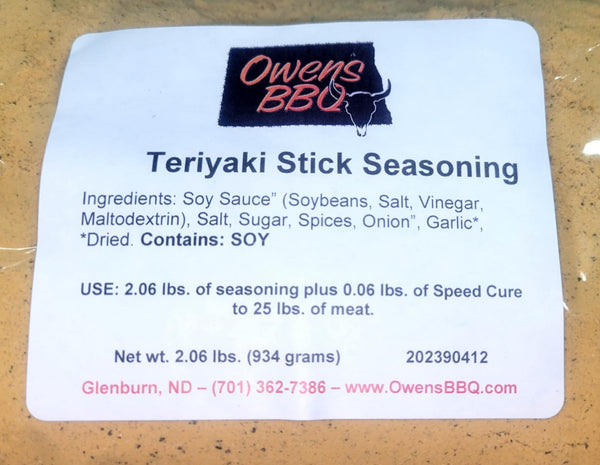 Owens
BBQ
Teriyaki Stick Seasoning
Ingredients: Soy Sauce” (Soybeans, Salt, Vinegar,
Maltodextrin), Salt, Sugar, Spices, Onion”, Garlic*,
*Dried. Contains: SOY
USE: 2.06 lbs. of seasoning plus 0.06 lbs. of Speed Cure
to 25 lbs. of meat.
Net wt. 2.06 lbs. (934 grams) 202390412
Glenburn, ND – (701) 362-7386 – www.OwensBBQ.com